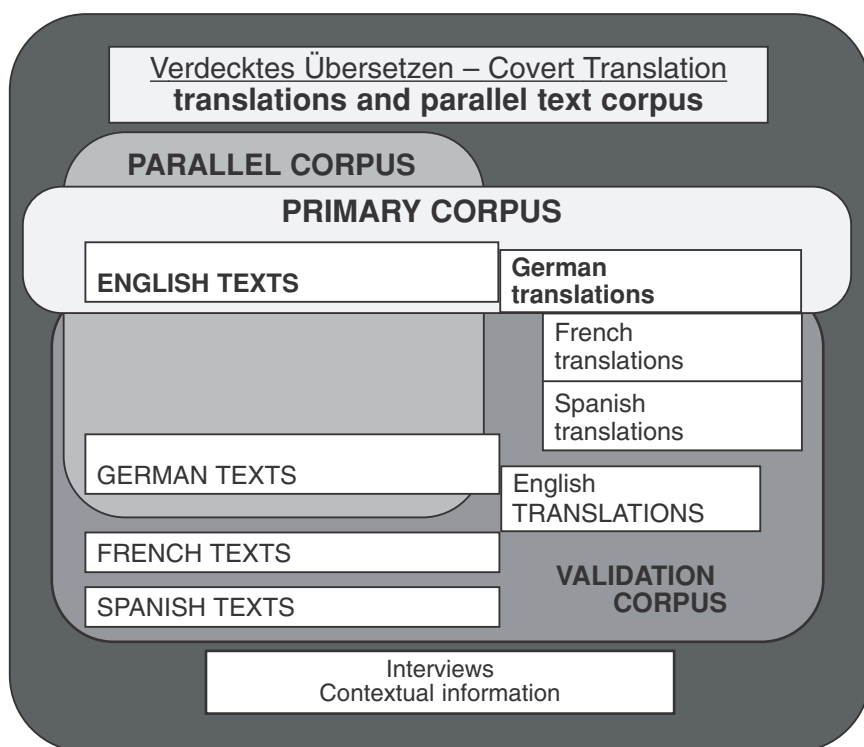 Verdecktes Übersetzen – Covert Translation
translations and parallel text corpus
PARALLEL CORPUS
PRIMARY CORPUS
ENGLISH TEXTS
German
translations
French
translations
Spanish
translations
GERMAN TEXTS
English
TRANSLATIONS
FRENCH TEXTS
VALIDATION
CORPUS
SPANISH TEXTS
Interviews
Contextual information